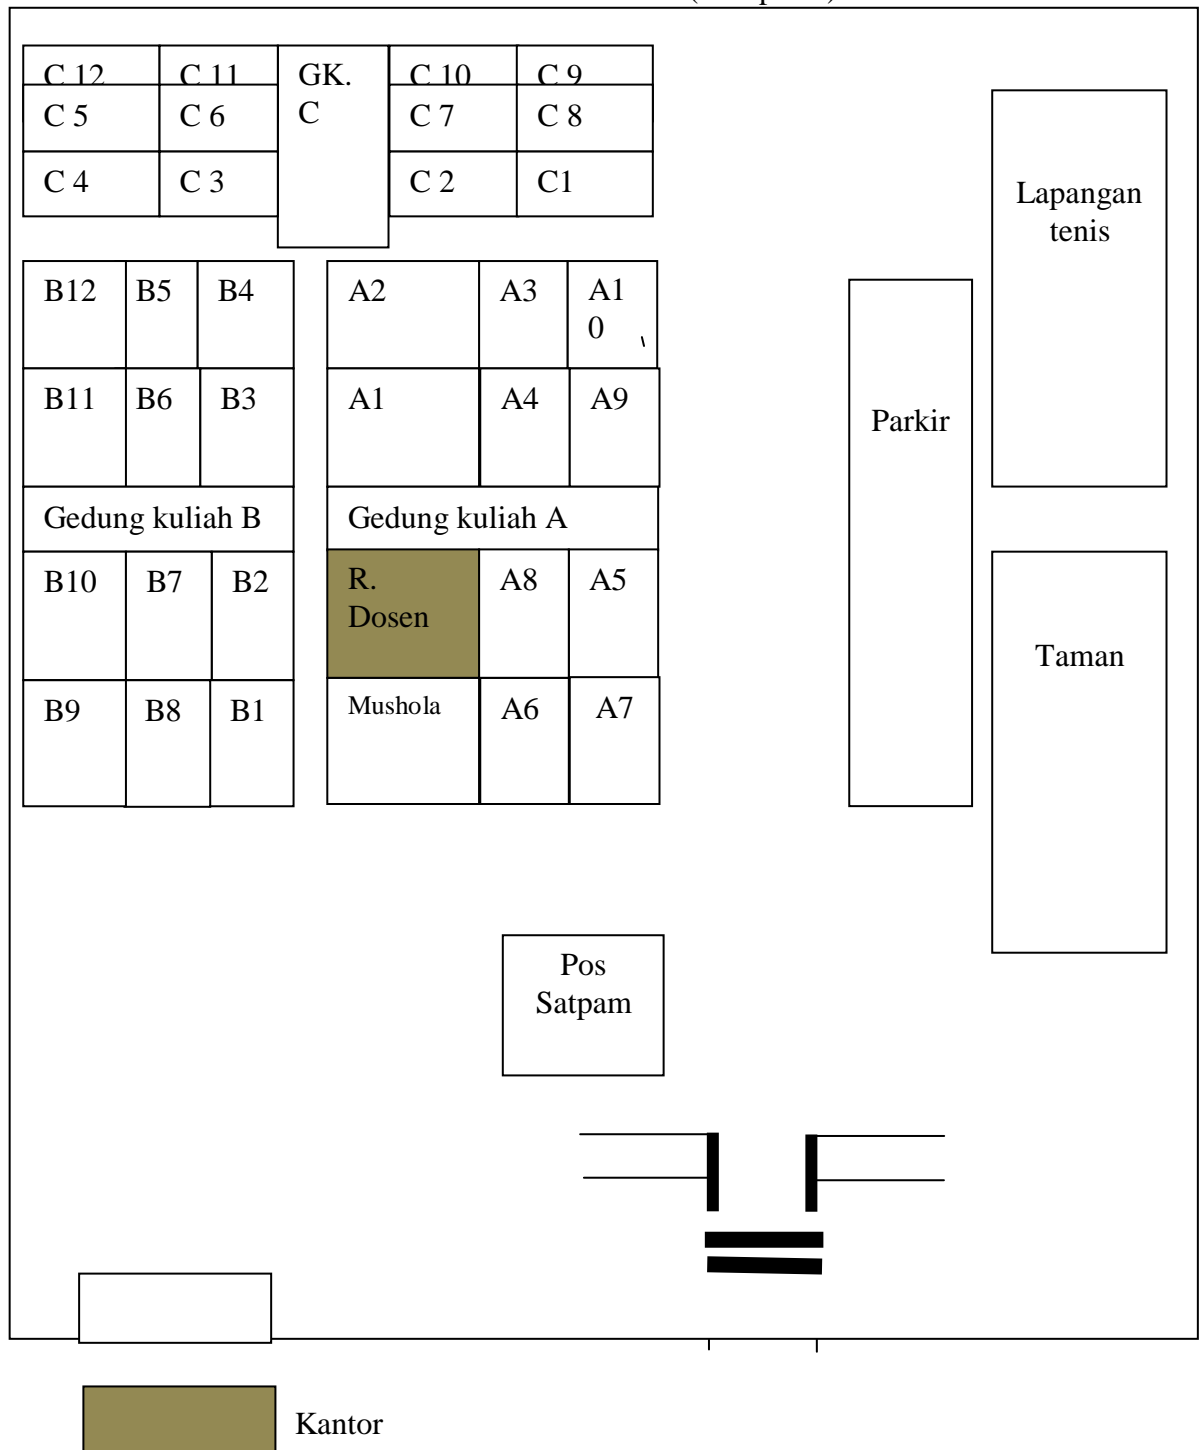 C 12
C 11
GK.
C
C 10
C 9
C 5
C 6
C 7
C 8
C 4
C 3
C 2
C1
Lapangan
tenis
B12
B5
B4
A2
A3
A1
0
B11
B6
B3
A1
A4
A9
Parkir
Gedung kuliah B
Gedung kuliah A
B10
B7
B2
R.
Dosen
A8
A5
Taman
B9
B8
B1
Mushola
A6
A7
Pos
Satpam
Kantor